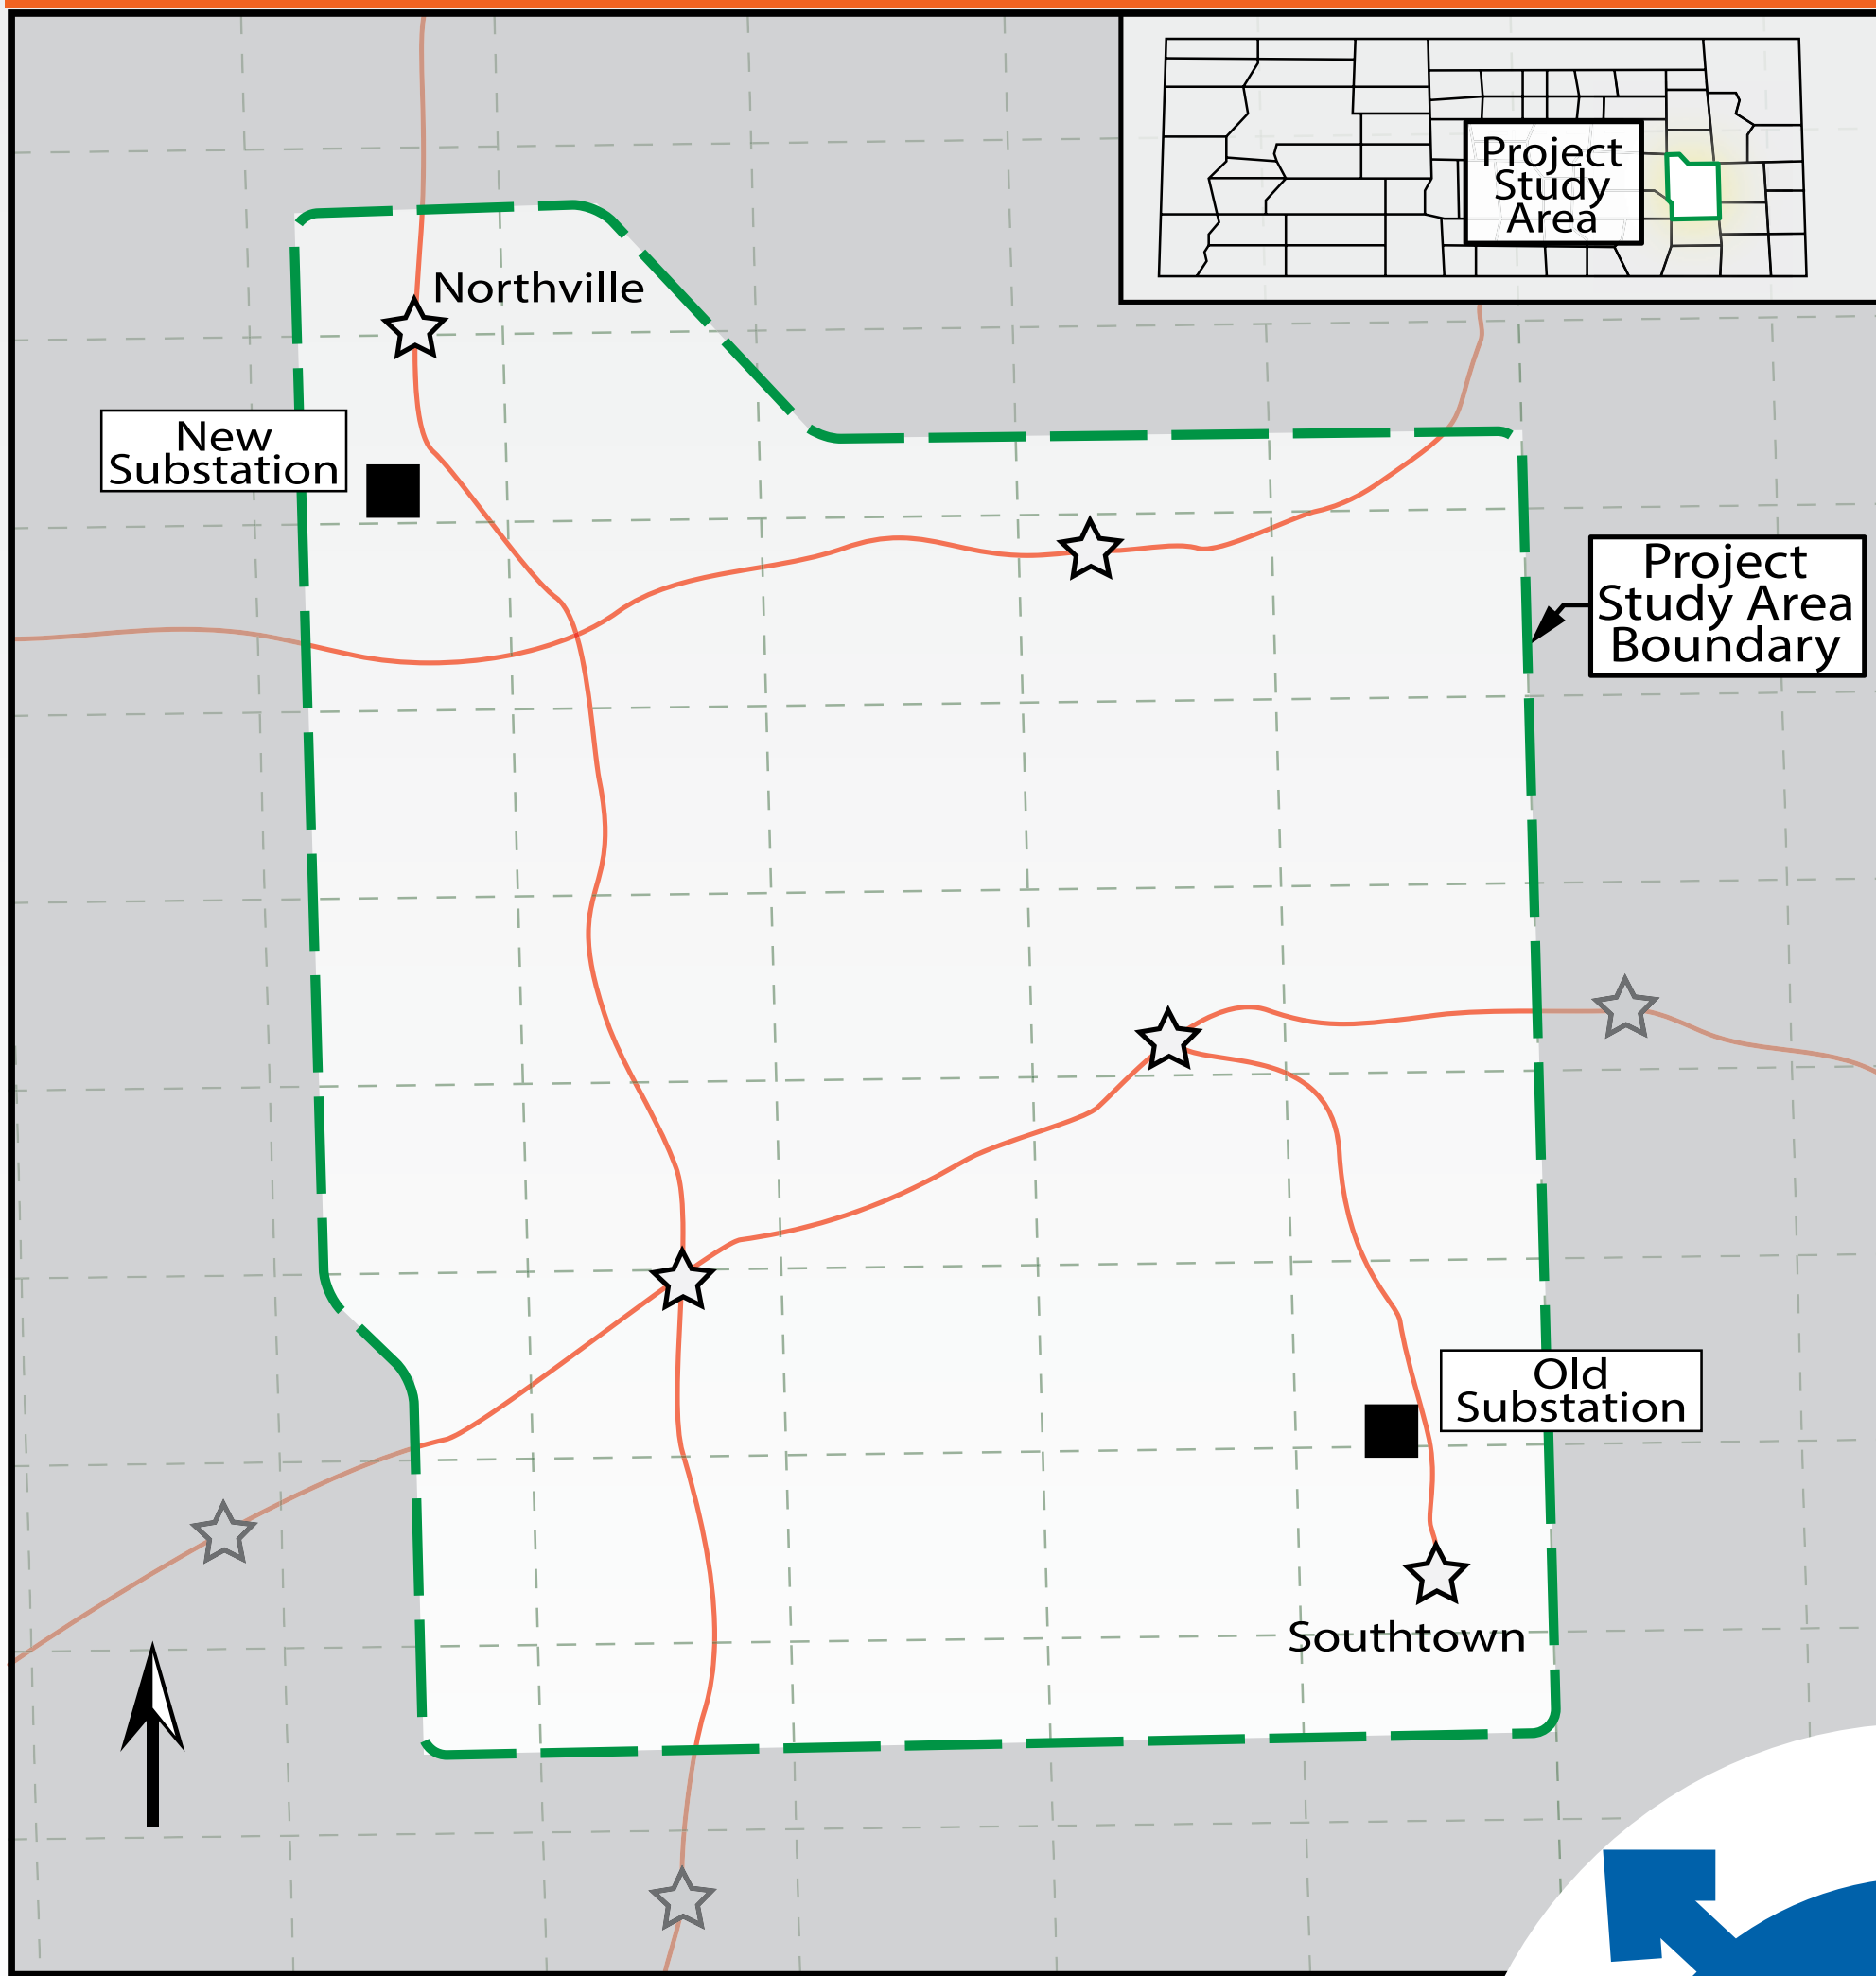 Project
Study
Area
Northville
New
Substation
Project
Study Area
Boundary
Old
Substation
Southtown